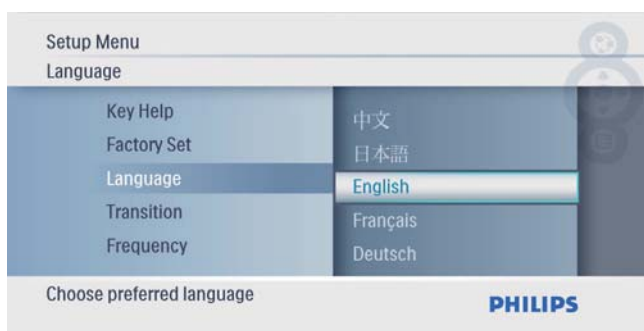 Setup Menu
Language
Key Help
Factory Set
Language
Transition
Frequency
中文
日本語
English
Français
Deutsch
Choose preferred language
PHILIPS